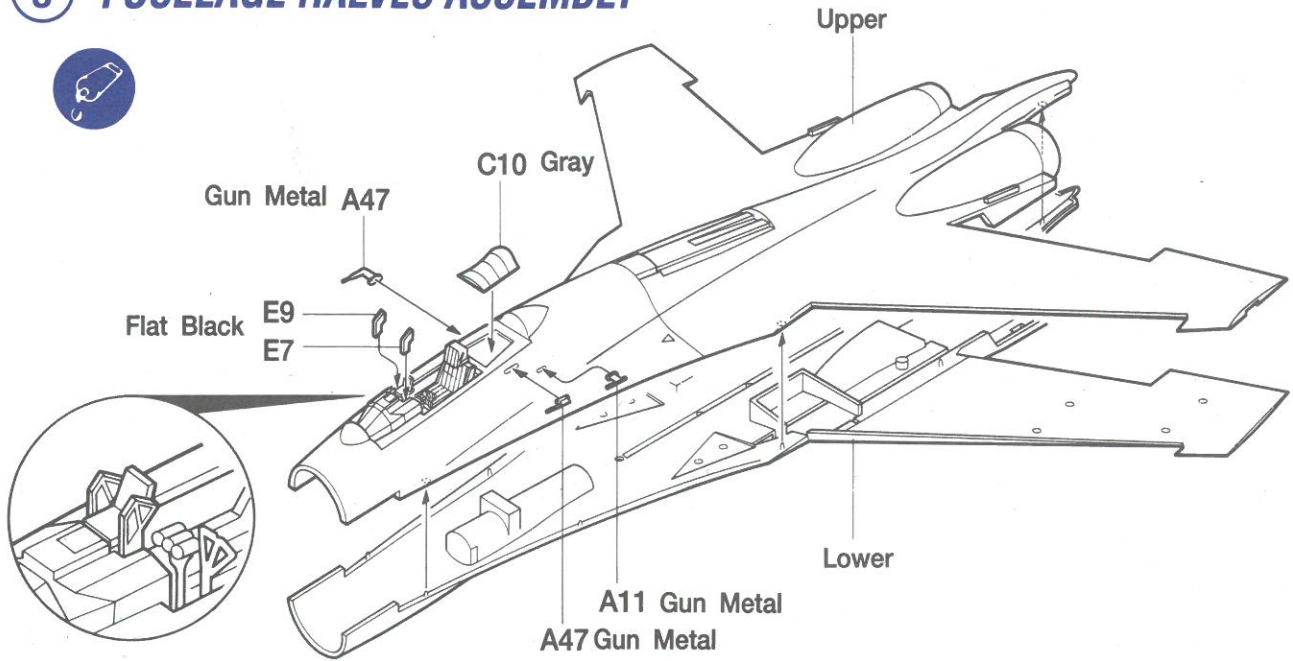 FUSELAGE HALVES ASSEMBLY
Upper
C10 Gray
Gun Metal A47
Flat Black E9
E7
Lower
A11 Gun Metal
A47 Gun Metal